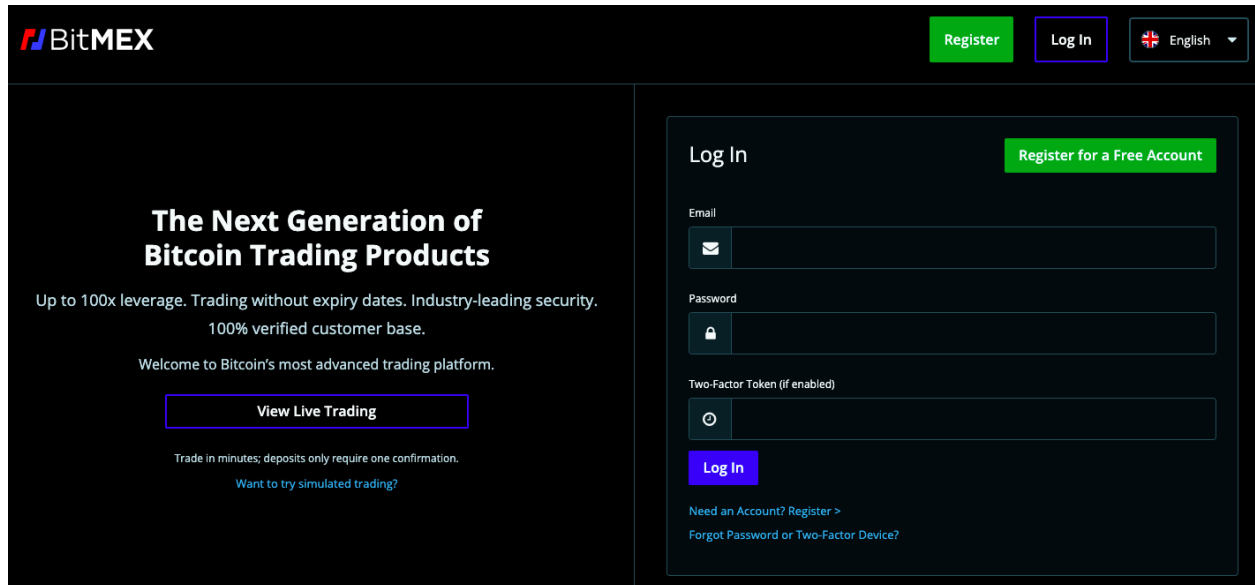 BitMEX
Register
Log In
English
The Next Generation of
Bitcoin Trading Products
Up to 100x leverage. Trading without expiry dates. Industry-leading security.
100% verified customer base.
Welcome to Bitcoin’s most advanced trading platform.
View Live Trading
Trade in minutes; deposits only require one confirmation.
Want to try simulated trading?
Log In
Register for a Free Account
Email
Password
Two-Factor Token (if enabled)
Log In
Need an Account? Register >
Forgot Password or Two-Factor Device?